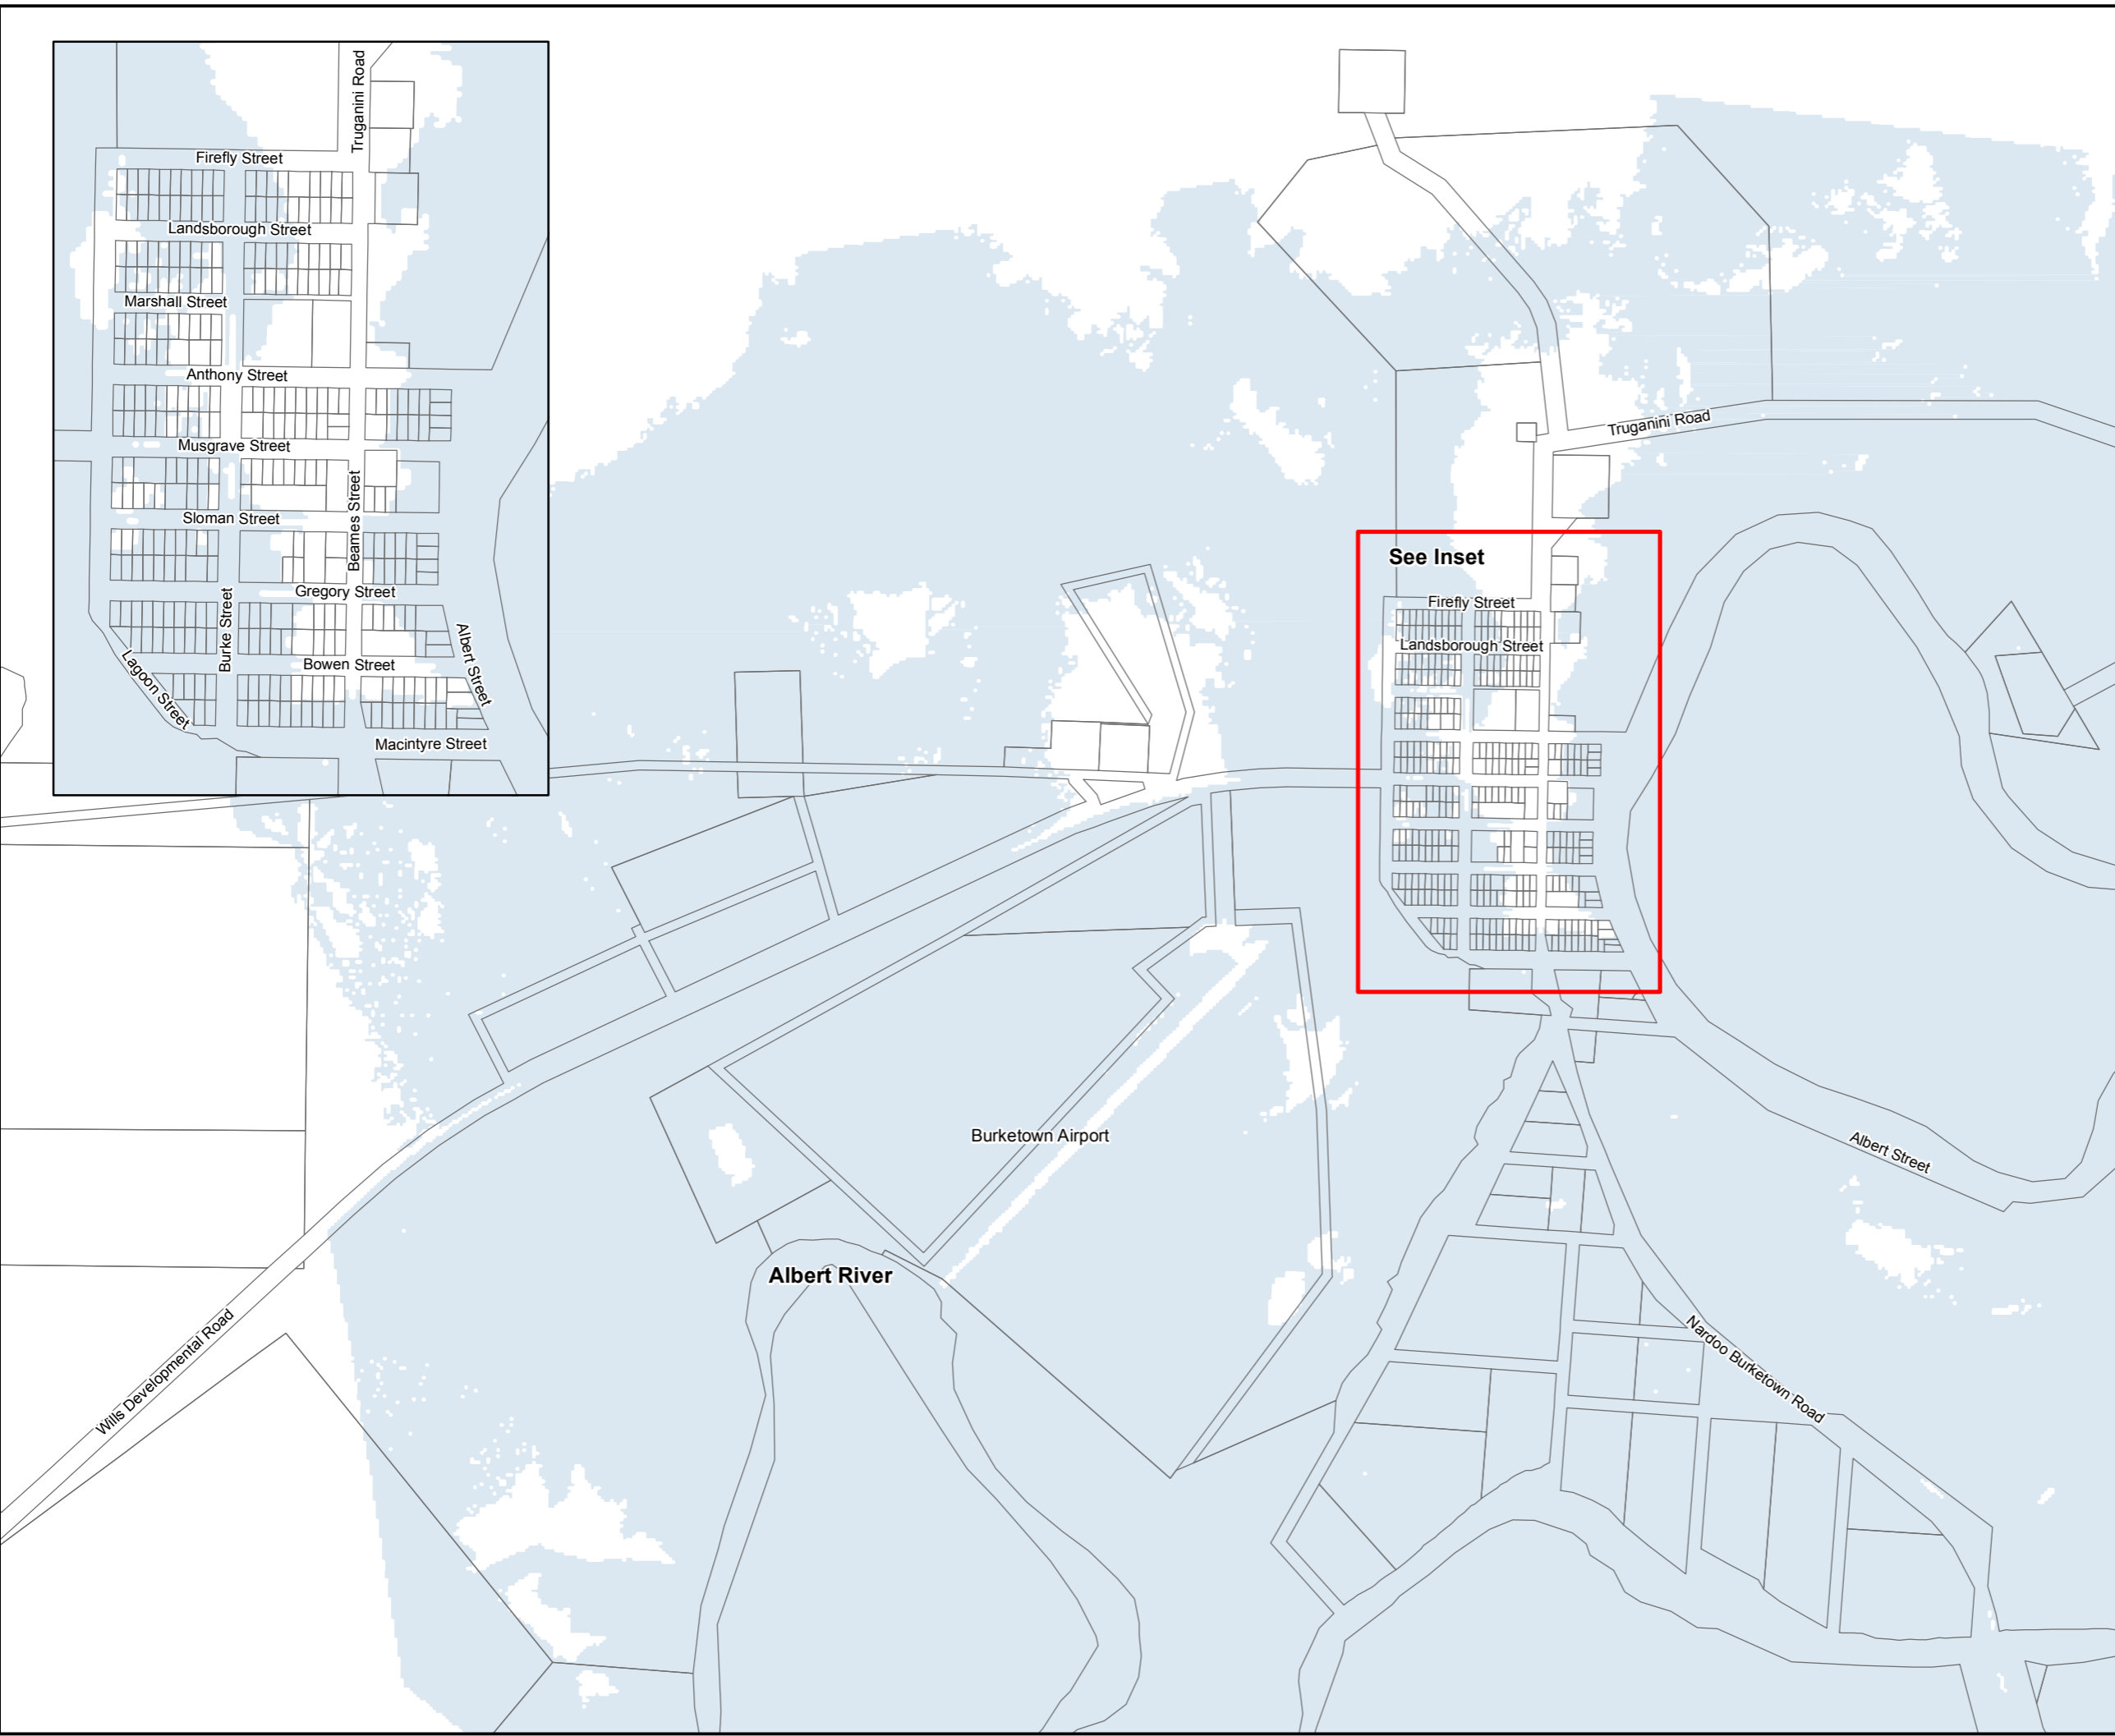 Truganini Road
Firefly Street
Landsborough Street
Marshall Street
Anthony Street
Musgrave Street
Beames Street
Sloman Street
Gregory Street
Burke Street
Albert Street
Lagoon Street
Bowen Street
Macintyre Street
Truganini Road
See Inset
Firefly Street
Landsborough Street
Burketown Airport
Albert Street
Albert River
Wills Developmental Road
Nardoo Burketown Road